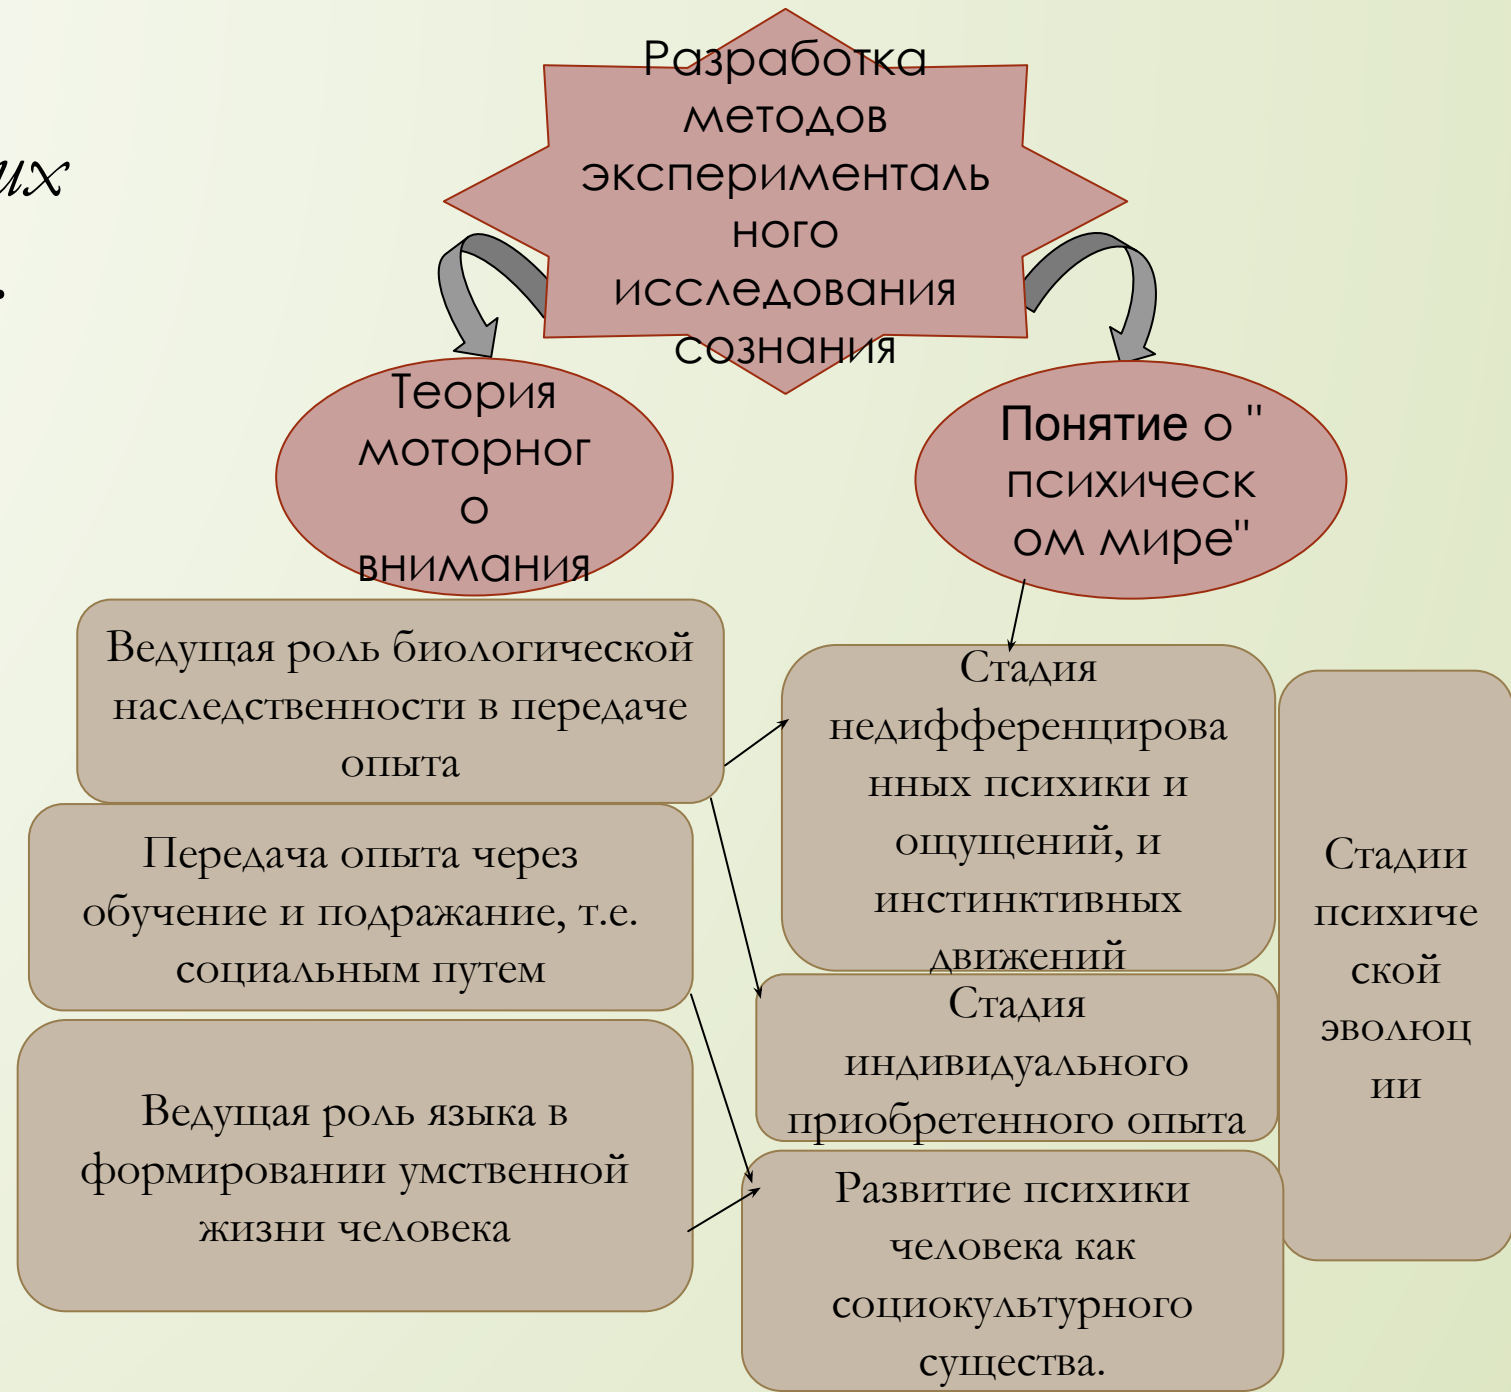 их
.
Разработка
методов
эксперименталь
ного
исследования
сознания
Теория
моторног
о
внимания
Понятие о "
психическ
ом мире"
Ведущая роль биологической
наследственности в передаче
опыта
Передача опыта через
обучение и подражание, т.е.
социальным путем
Ведущая роль языка в
формировании умственной
жизни человека
Стадия
недифференцирова
нных психики и
ощущений, и
инстинктивных
движений
Стадия
индивидуального
приобретенного опыта
Развитие психики
человека как
социокультурного
существа.
Стадии
психиче
ской
эволюц
ии